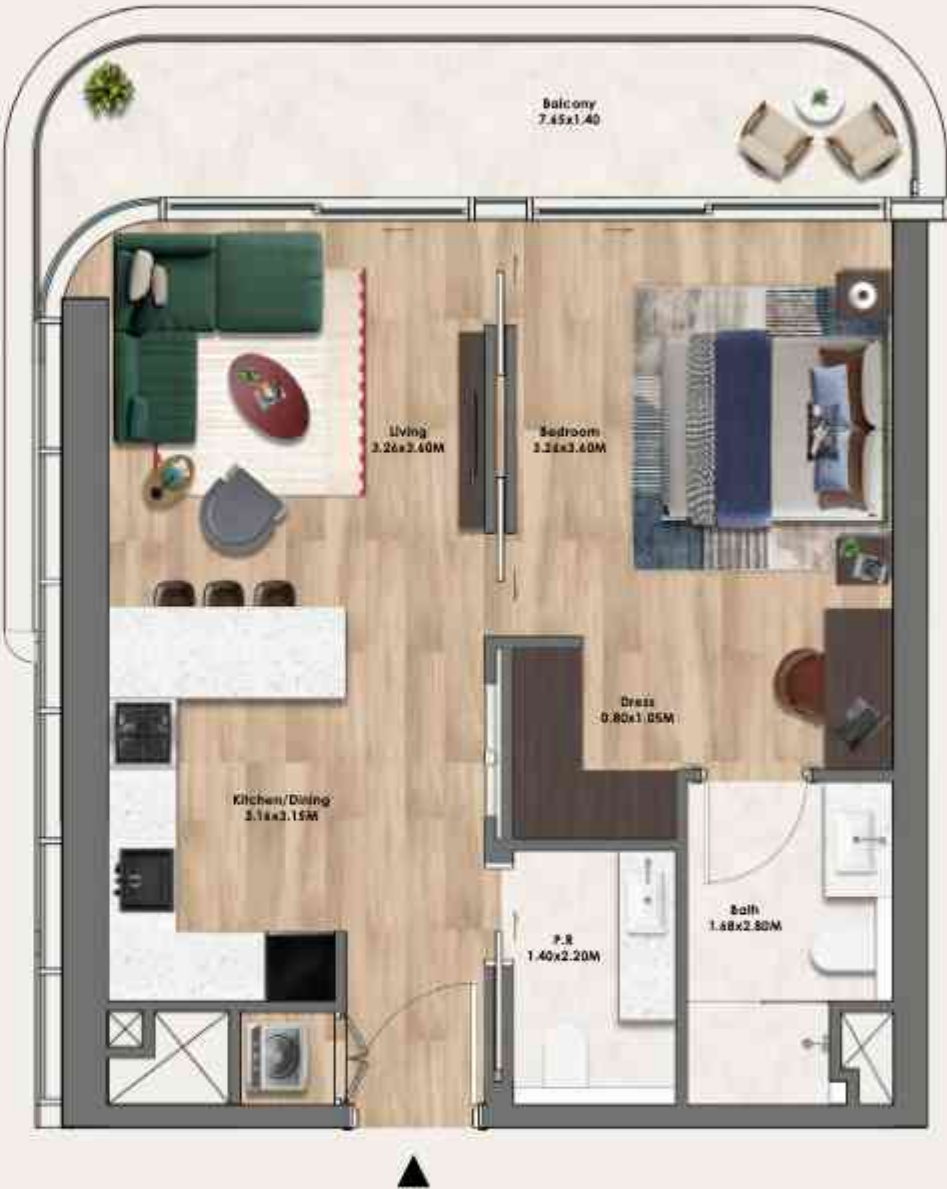 Balcony
7.65x1.40
Living
3.26x3.60M
Bedroom
3.26x3.60M
Dress
0.80x1.05M
Kitchen/Dining
3.16x3.15M
Bath
1.68x2.80M
P.R
1.40x2.20M